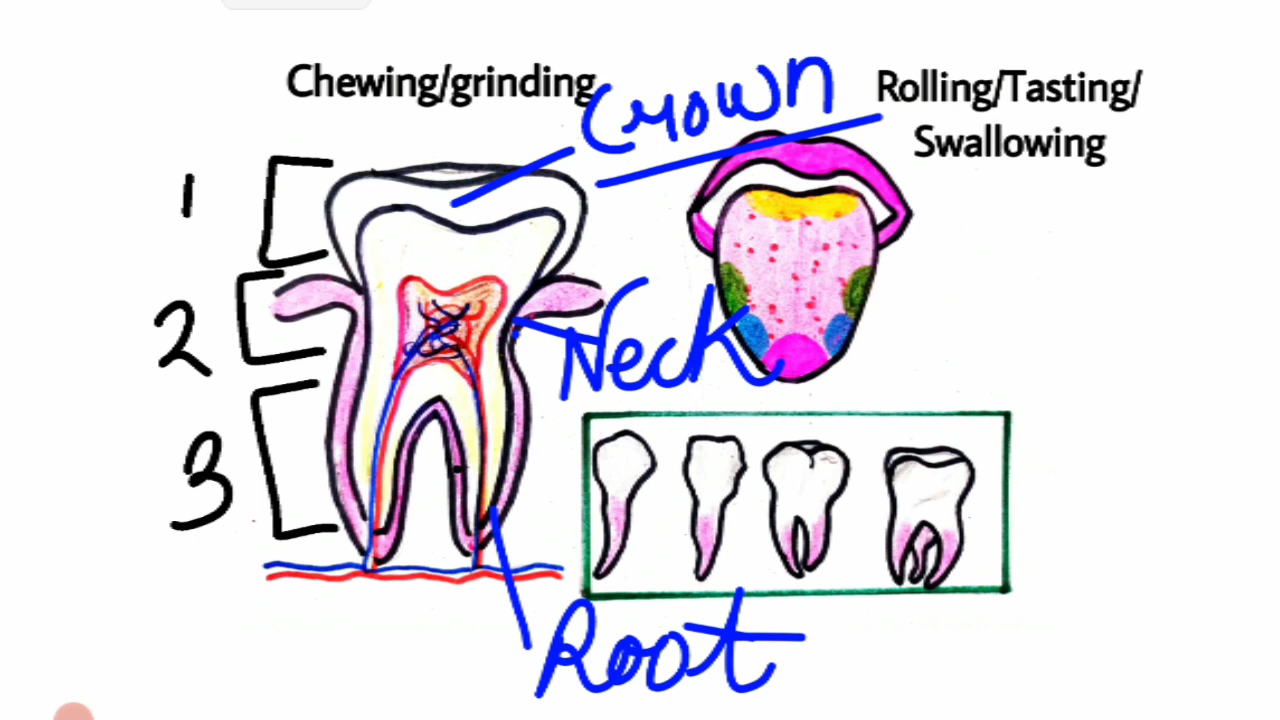 Chewing/grinding
Crown
Rolling/Tasting/
Swallowing
1
2
Neck
3
Root